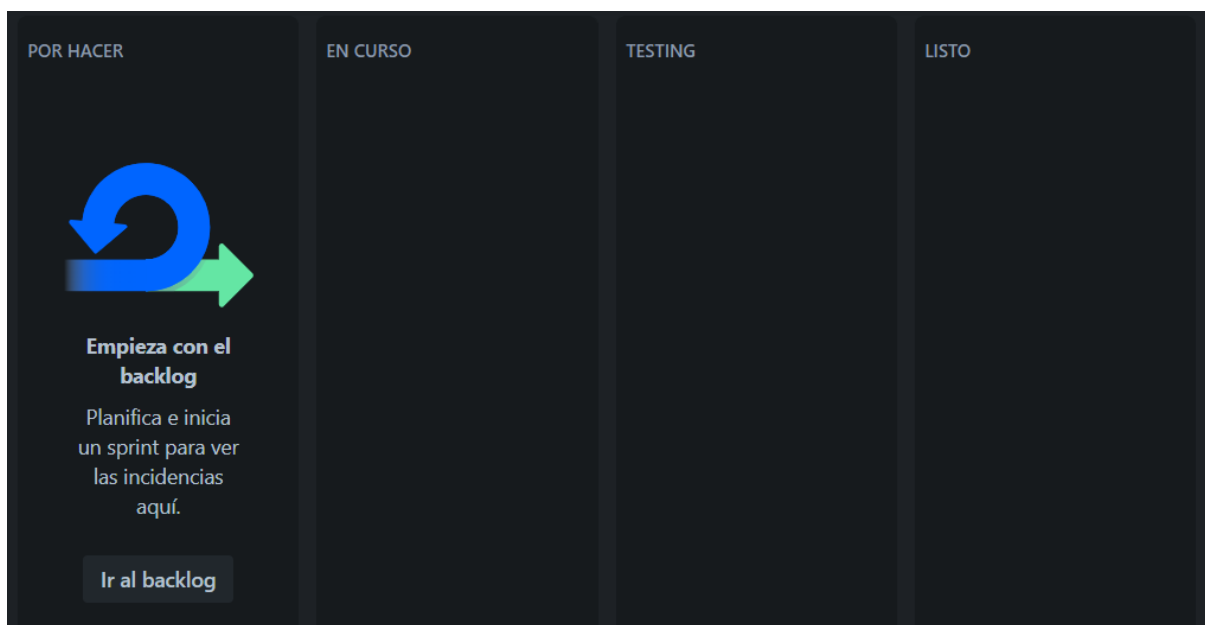 POR HACER
EN CURSO
TESTING
LISTO
Empieza con el
backlog
Planifica e inicia
un sprint para ver
las incidencias
aquí.
Ir al backlog